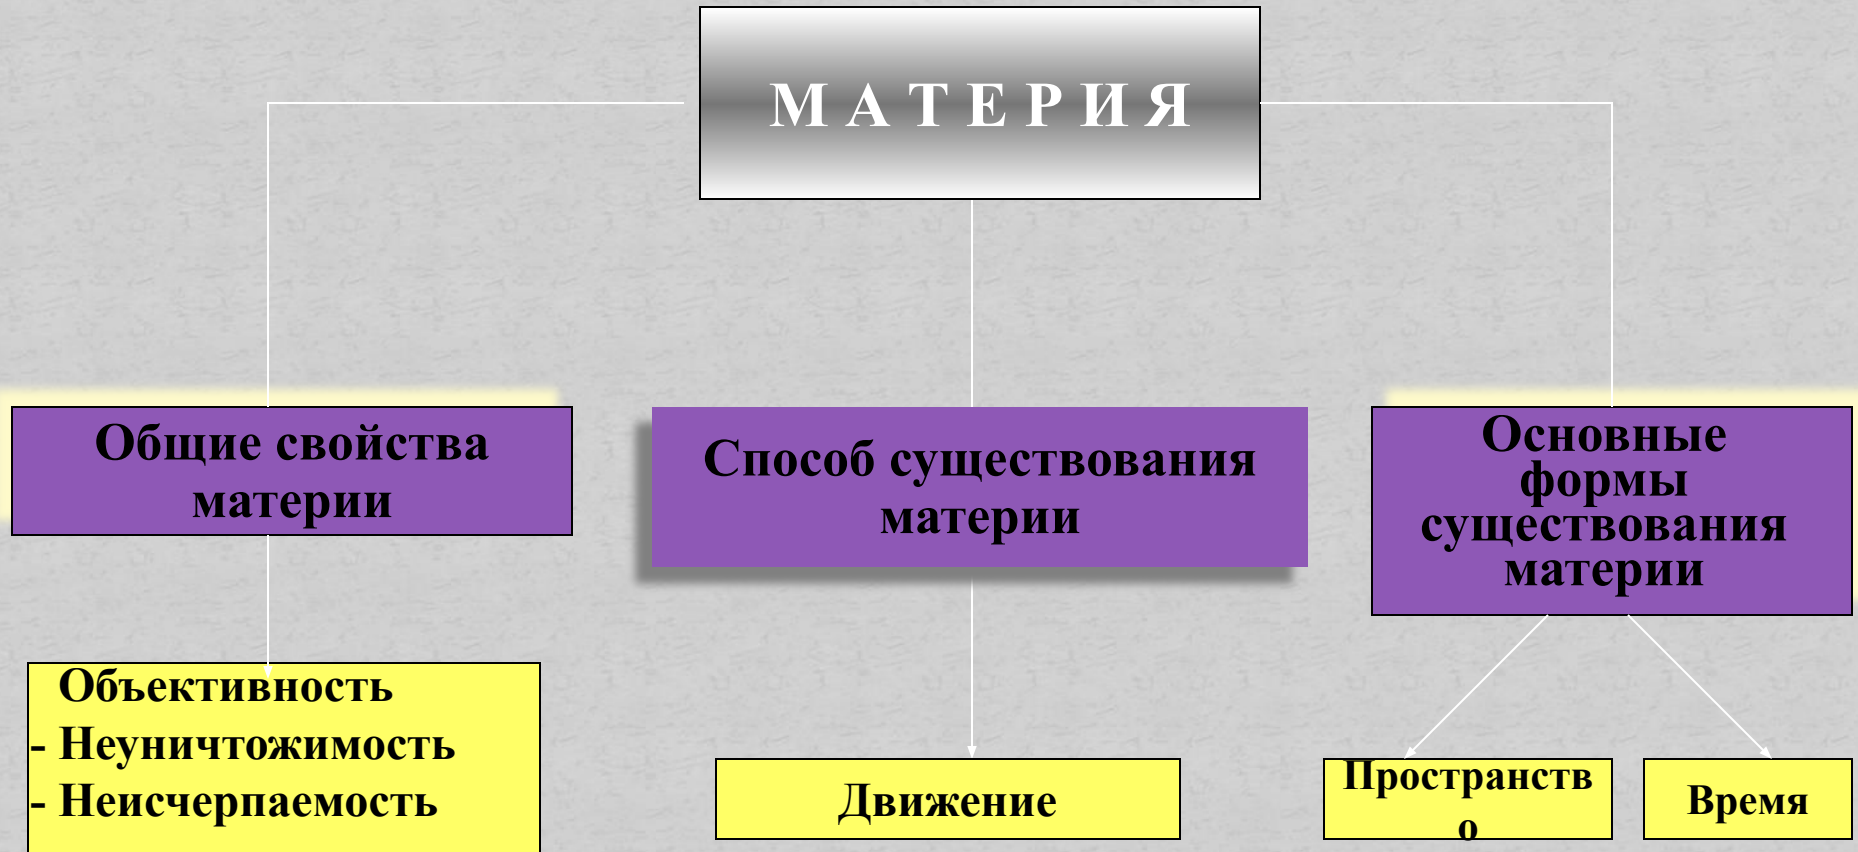 М А Т Е Р И Я
Общие свойства
материи
Способ существования
материи
Основные
формы
существования
материи
Объективность
- Неуничтожимость
- Неисчерпаемость
Движение
Пространств
о
Время